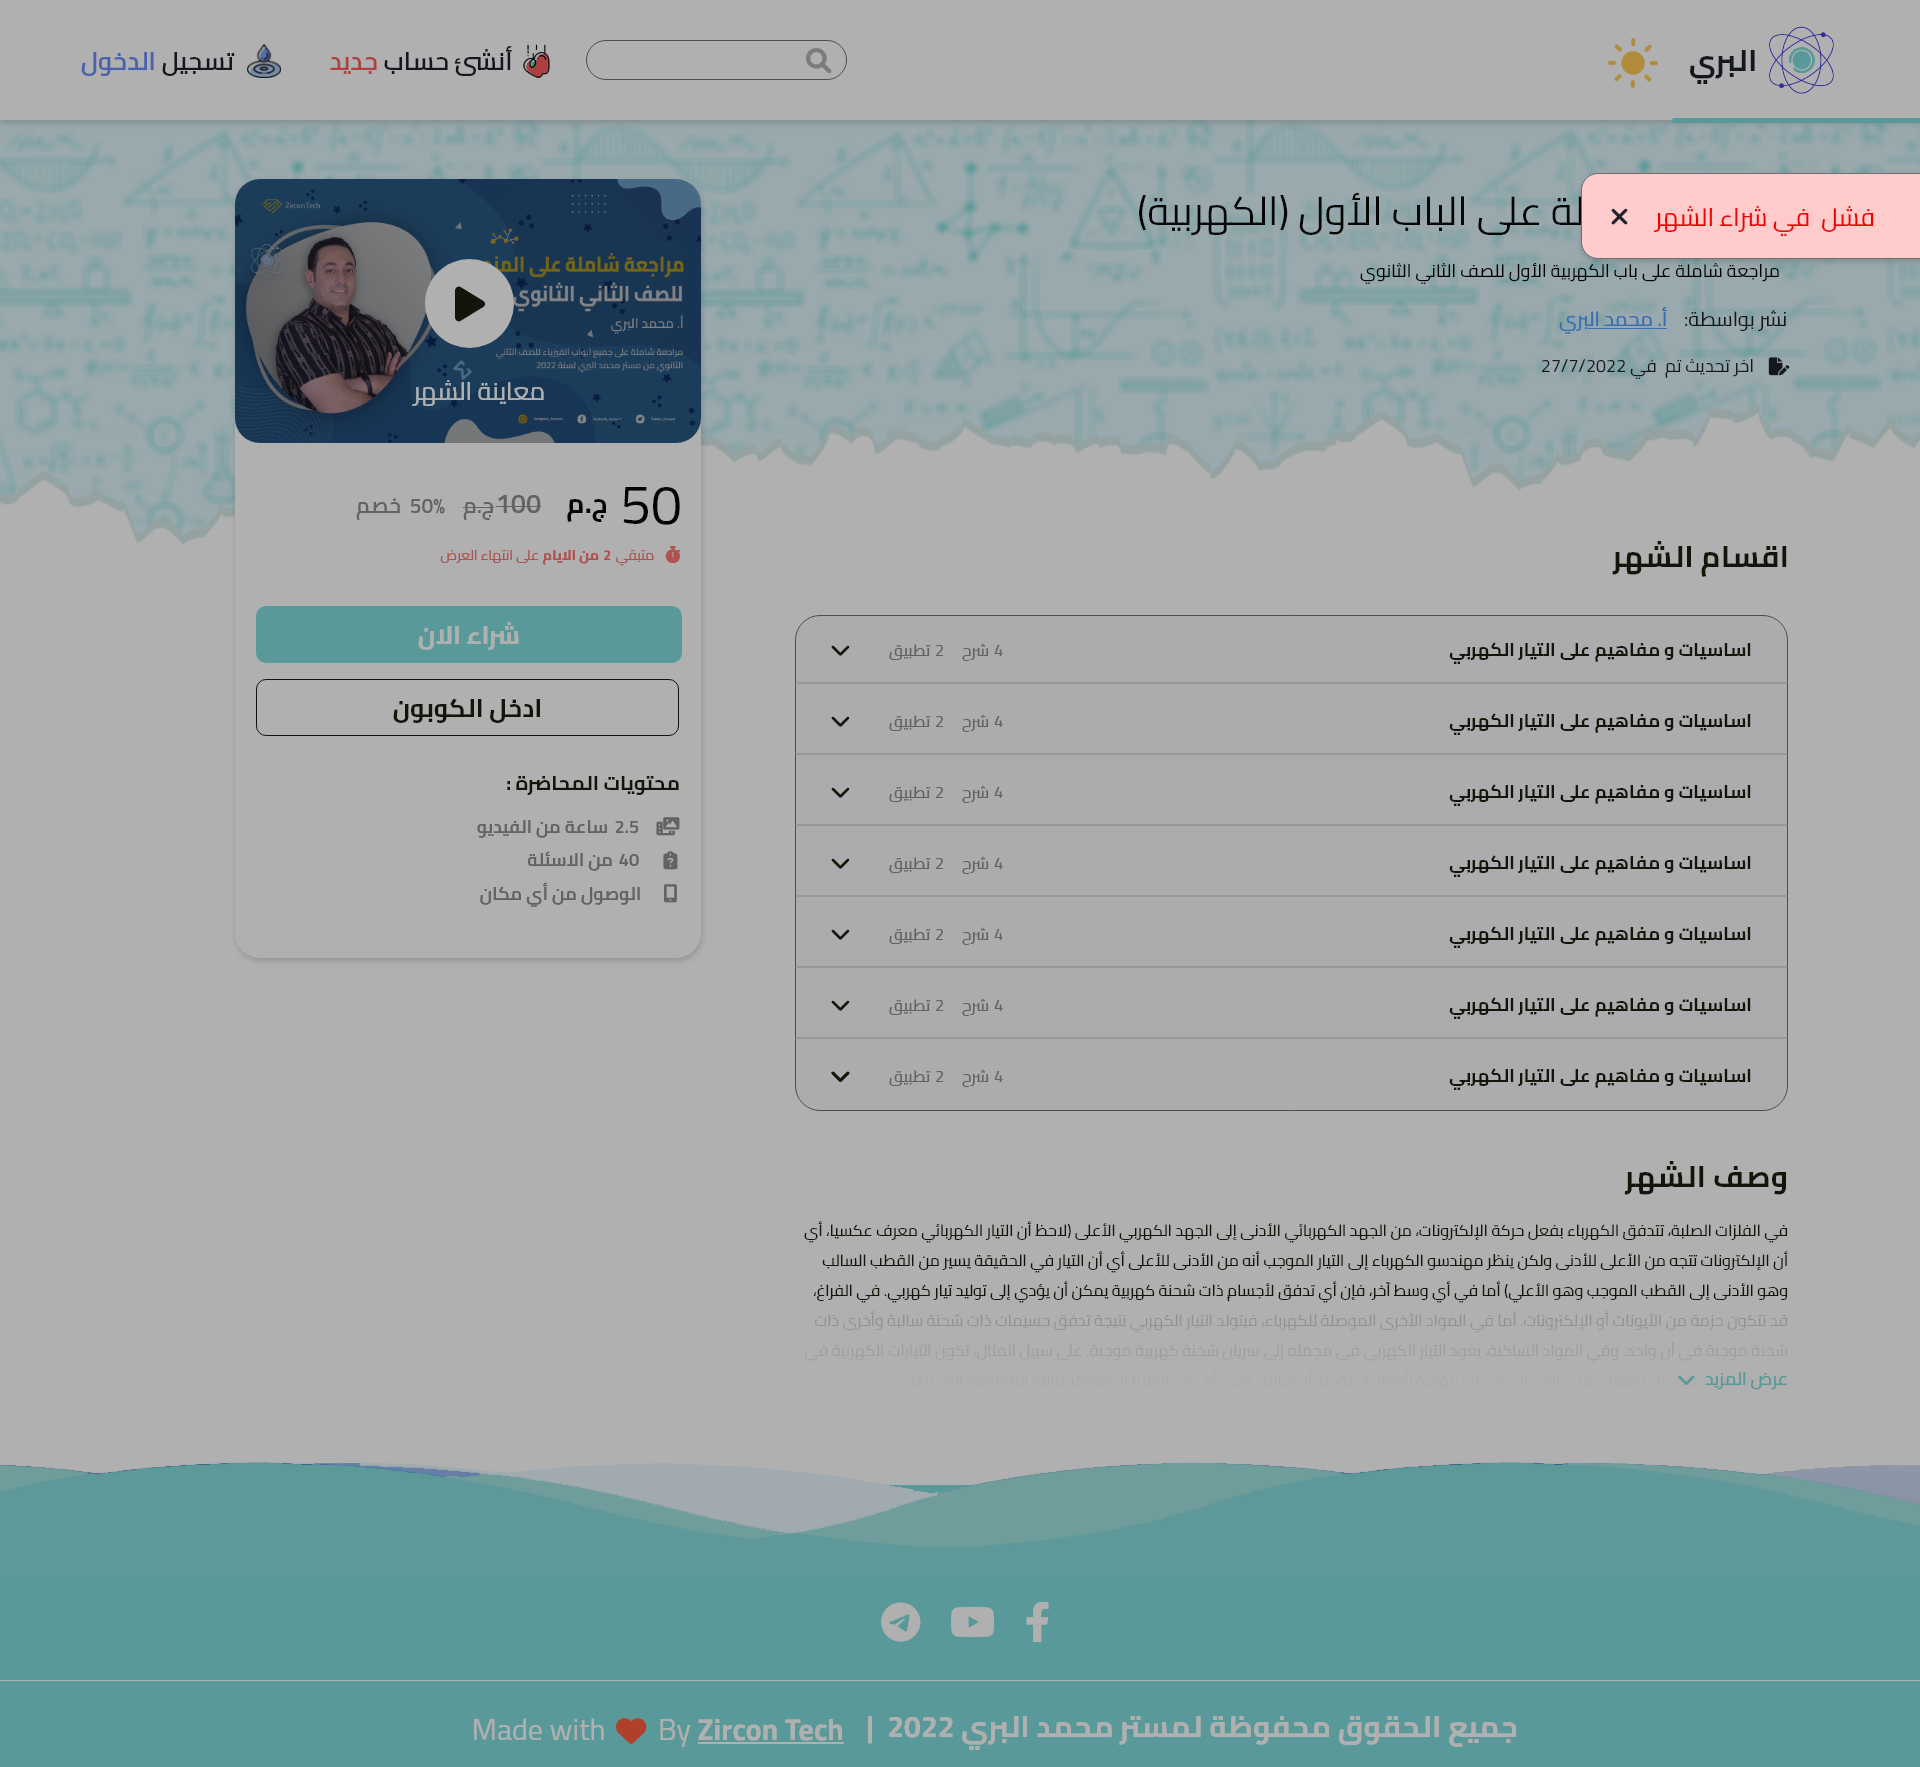 البري
أنشئ حساب جديد
تسجيل الدخول
فشل في شراء الشهر
لة على الباب الأول (الكهربية)
مراجعة شاملة على باب الكهربية الأول للصف الثاني الثانوي
نشر بواسطة: أ. محمد البري
اخر تحديث تم في 27/7/2022
Zircon Tech
مراجعة شاملة على المنه
للصف الثاني الثانوي
أ. محمد البري
مراجعة شاملة على جميع ابواب الفيزياء للصف الثاني
الثانوي من مستر محمد البري لسنة 2022
معاينة الشهر
50 ج.م 100ج.م 50% خصم
متبقي 2 من الايام على انتهاء العرض
شراء الان
ادخل الكوبون
محتويات المحاضرة :
2.5 ساعة من الفيديو
40 من الاسئلة
الوصول من أي مكان
اقسام الشهر
اساسيات و مفاهيم على التيار الكهربي 4 شرح 2 تطبيق
اساسيات و مفاهيم على التيار الكهربي 4 شرح 2 تطبيق
اساسيات و مفاهيم على التيار الكهربي 4 شرح 2 تطبيق
اساسيات و مفاهيم على التيار الكهربي 4 شرح 2 تطبيق
اساسيات و مفاهيم على التيار الكهربي 4 شرح 2 تطبيق
اساسيات و مفاهيم على التيار الكهربي 4 شرح 2 تطبيق
اساسيات و مفاهيم على التيار الكهربي 4 شرح 2 تطبيق
وصف الشهر
في الفلزات الصلبة، تتدفق الكهرباء بفعل حركة الإلكترونات، من الجهد الكهربائي الأدنى إلى الجهد الكهربي الأعلى (لاحظ أن التيار الكهربائي معرف عكسيا، أي
أن الإلكترونات تتجه من الأعلى للأدنى ولكن ينظر مهندسو الكهرباء إلى التيار الموجب أنه من الأدنى للأعلى أي أن التيار في الحقيقة يسير من القطب السالب
وهو الأدنى إلى القطب الموجب وهو الأعلي) أما في أي وسط آخر، فإن أي تدفق لأجسام ذات شحنة كهربية يمكن أن يؤدي إلى توليد تيار كهربي. في الفراغ،
قد تتكون حزمة من الأيونات أو الإلكترونات. أما في المواد الأخرى الموصلة للكهرباء، فيتولد التيار الكهربي نتيجة تدفق جسيمات ذات شحنة سالبة وأخرى ذات
شحنة موجبة في آن واحد. وفي المواد الساكنة، يعود التيار الكهربي في مجمله إلى سريان شحنة كهربية موجبة. على سبيل المثال، تكون التيارات الكهربية في
عرض المزيد
جميع الحقوق محفوظة لمستر محمد البري 2022 | Made with By Zircon Tech